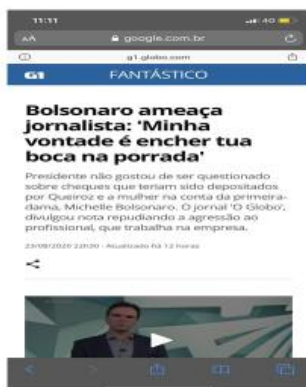 11:11
40
AA
google.com.br
g1.globo.com
G1
FANTÁSTICO
Bolsonaro ameaça
jornalista: 'Minha
vontade é encher tua
boca na porrada'
Presidente não gostou de ser questionado
sobre cheques que teriam sido depositados
por Queiroz e a mulher na conta da primeira-
dama, Michelle Bolsonaro. O jornal 'O Globo',
divulgou nota repudiando a agressão ao
profissional, que trabalha na empresa.
23/08/2020 22h30 · Atualizado há 12 horas